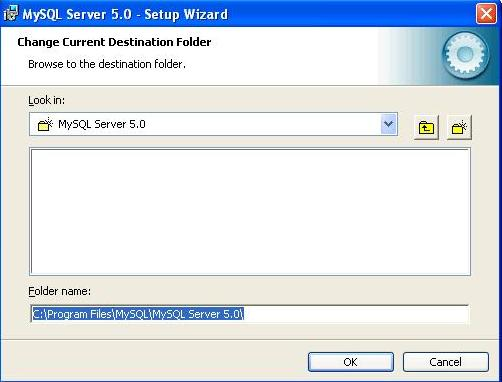 MySQL Server 5.0 - Setup Wizard
Change Current Destination Folder
Browse to the destination folder.
Look in:
MySQL Server 5.0
Folder name:
C:\Program Files\MySQL\MySQL Server 5.0\
OK
Cancel